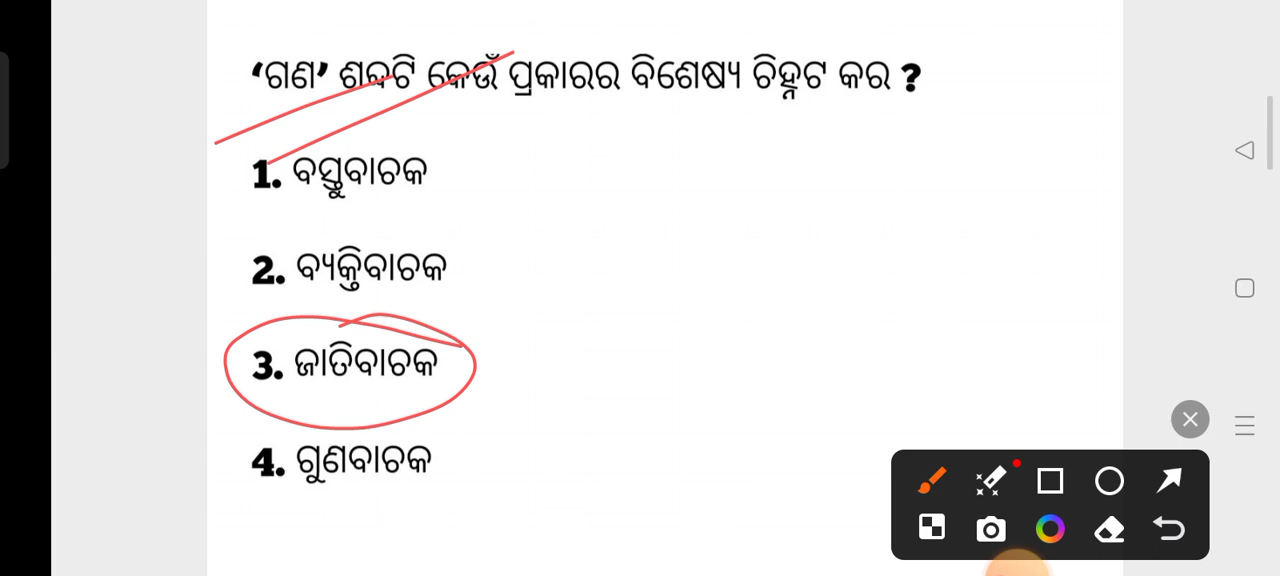 ‘ଗଣ’ ଶବ୍ଦଟି କେଉଁ ପ୍ରକାରର ବିଶେଷ୍ୟ ଚିହ୍ନଟ କର ?
1. ବସ୍ତୁବାଚକ
2. ବ୍ୟକ୍ତିବାଚକ
3. ଜାତିବାଚକ
4. ଗୁଣବାଚକ